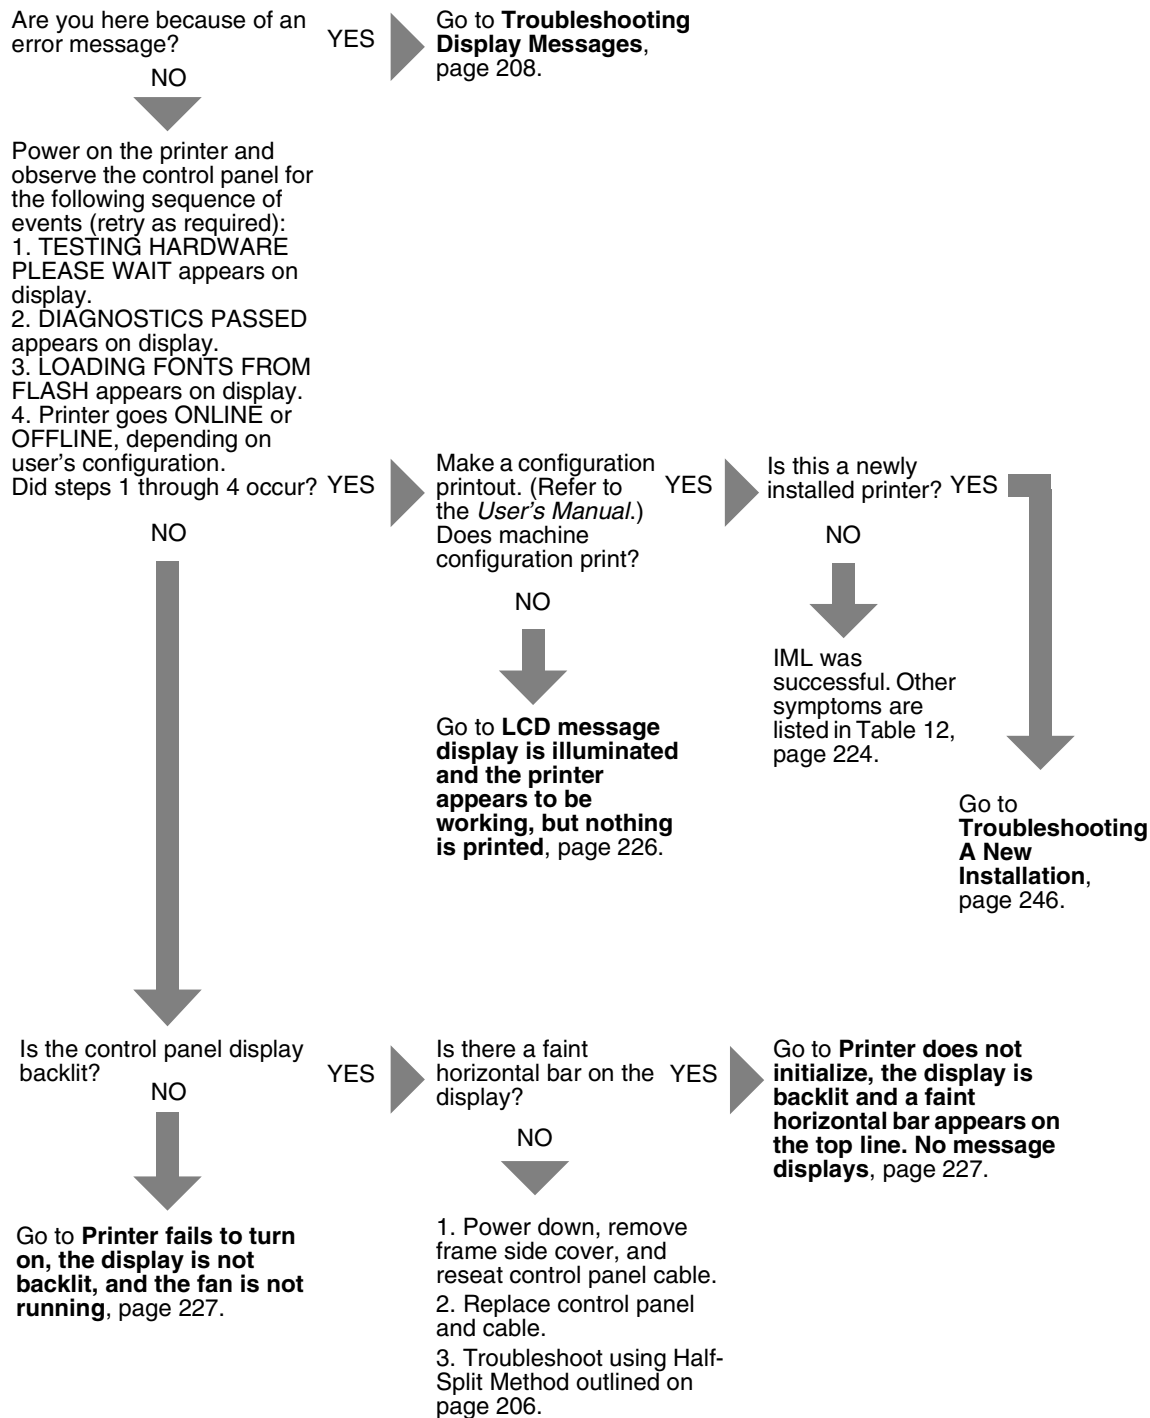 Are you here because of an
error message?
YES
Go to Troubleshooting
Display Messages,
page 208.
NO
Power on the printer and
observe the control panel for
the following sequence of
events (retry as required):
1. TESTING HARDWARE
PLEASE WAIT appears on
display.
2. DIAGNOSTICS PASSED
appears on display.
3. LOADING FONTS FROM
FLASH appears on display.
4. Printer goes ONLINE or
OFFLINE, depending on
user's configuration.
Did steps 1 through 4 occur?
YES
Make a configuration
printout. (Refer to
the User's Manual.)
Does machine
configuration print?
YES
Is this a newly
installed printer?
YES
NO
NO
NO
IML was
successful. Other
symptoms are
listed in Table 12,
page 224.
Go to LCD message
display is illuminated
and the printer
appears to be
working, but nothing
is printed, page 226.
Go to
Troubleshooting
A New
Installation,
page 246.
Is the control panel display
backlit?
YES
Is there a faint
horizontal bar on the
display?
YES
Go to Printer does not
initialize, the display is
backlit and a faint
horizontal bar appears on
the top line. No message
displays, page 227.
NO
NO
Go to Printer fails to turn
on, the display is not
backlit, and the fan is not
running, page 227.
1. Power down, remove
frame side cover, and
reseat control panel cable.
2. Replace control panel
and cable.
3. Troubleshoot using Half-
Split Method outlined on
page 206.